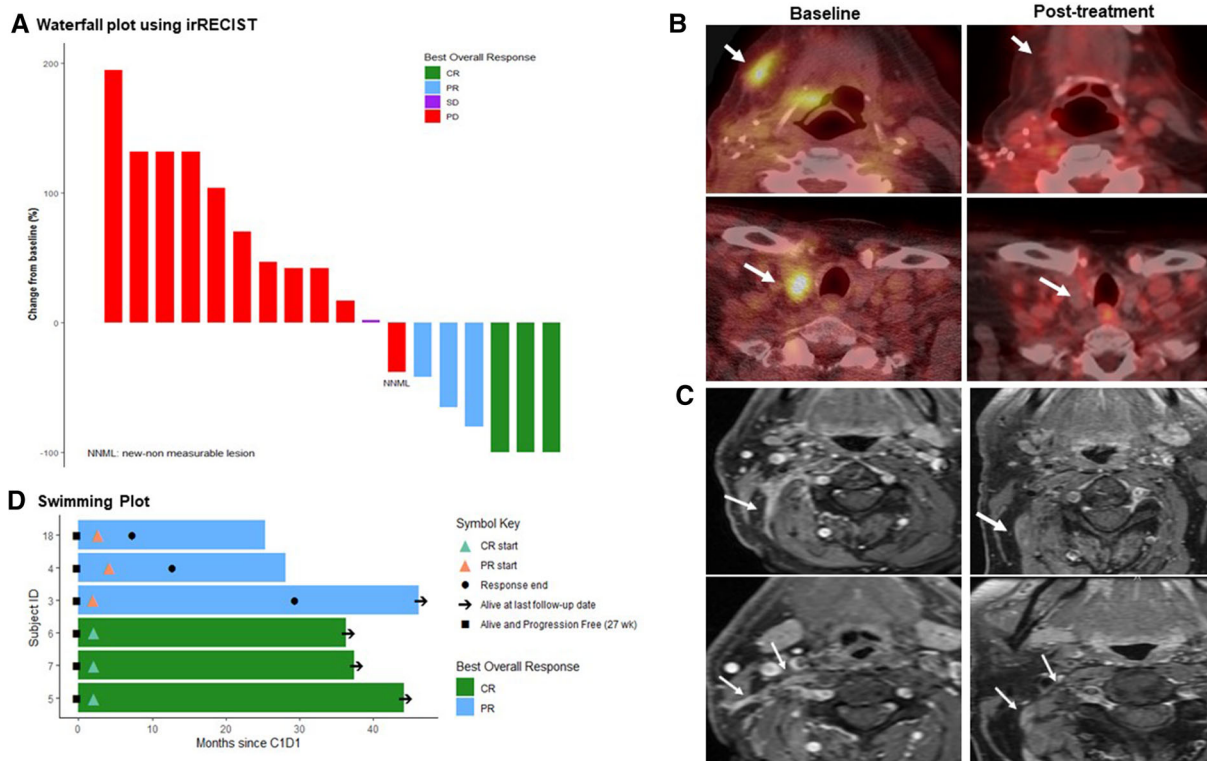 A Waterfall plot using irRECIST
200
100
0
-100
Change from baseline (%)
Best Overall Response
CR
PR
SD
PD
NNML
NNML: new-non measurable lesion
B
Baseline
Post-treatment
C
D Swimming Plot
Subject ID
18
4
3
6
7
5
0 10 20 30 40
Months since C1D1
Symbol Key
CR start
PR start
Response end
Alive at last follow-up date
Alive and Progression Free (27 wk)
Best Overall Response
CR
PR